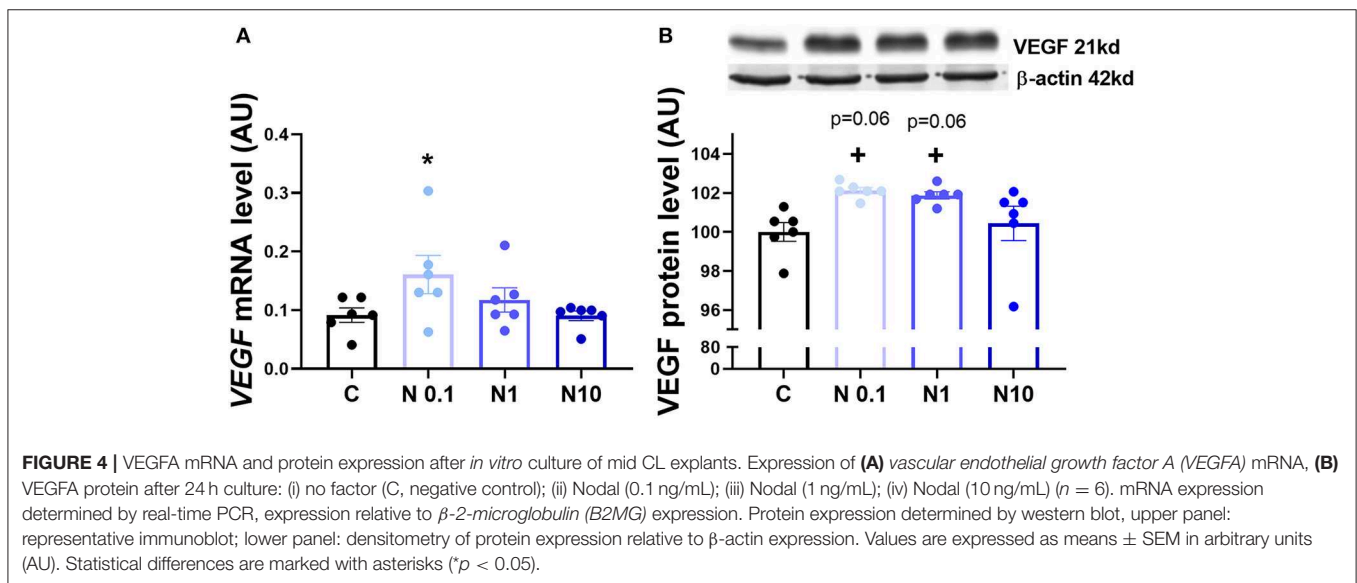 A
VEGF mRNA level (AU)
0.4
0.3
0.2
0.1
0.0
*
C N 0.1 N1 N10
B
VEGF 21kd
β-actin 42kd
VEGF protein level (AU)
p=0.06 p=0.06
+ +
104
102
100
98
96
80
0
C N 0.1 N1 N10
FIGURE 4 | VEGFA mRNA and protein expression after in vitro culture of mid CL explants. Expression of (A) vascular endothelial growth factor A (VEGFA) mRNA, (B)
VEGFA protein after 24 h culture: (i) no factor (C, negative control); (ii) Nodal (0.1 ng/mL); (iii) Nodal (1 ng/mL); (iv) Nodal (10 ng/mL) (n = 6). mRNA expression
determined by real-time PCR, expression relative to β-2-microglobulin (B2MG) expression. Protein expression determined by western blot, upper panel:
representative immunoblot; lower panel: densitometry of protein expression relative to β-actin expression. Values are expressed as means ± SEM in arbitrary units
(AU). Statistical differences are marked with asterisks (*p < 0.05).